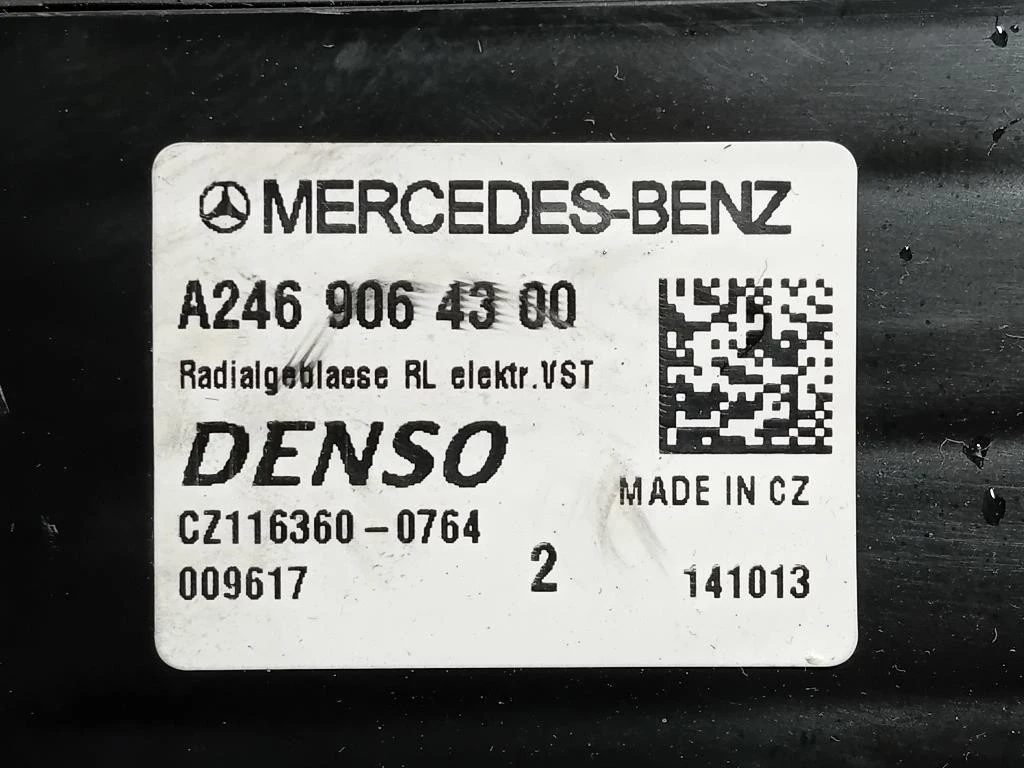 MERCEDES-BENZ
A246 906 43 00
Radialgeblaese RL elektr.VST
DENSO
MADE IN CZ
CZ116360-0764
009617 2 141013